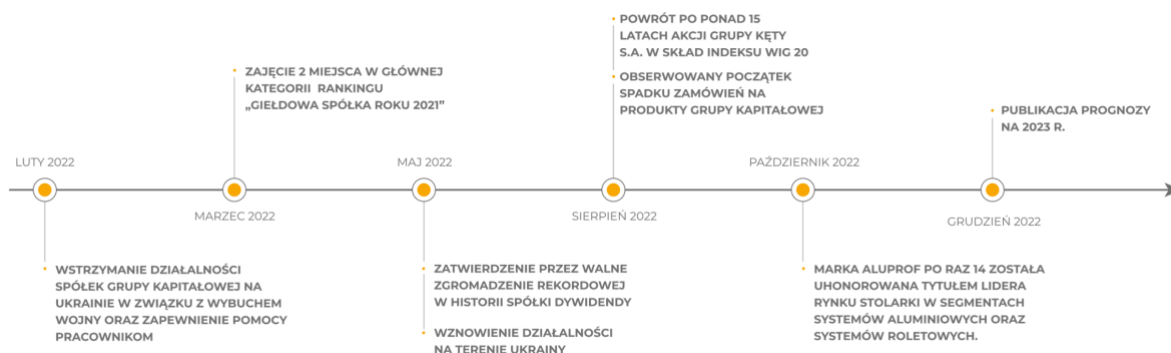 LUTY 2022
WSTRZYMANIE DZIAŁALNOŚCI
SPÓŁEK GRUPY KAPITAŁOWEJ NA
UKRAINIE W ZWIĄZKU Z WYBUCHEM
WOJNY ORAZ ZAPEWNIENIE POMOCY
PRACOWNIKOM
ZAJĘCIE 2 MIEJSCA W GŁÓWNEJ
KATEGORII RANKINGU
„GIEŁDOWA SPÓŁKA ROKU 2021”
MARZEC 2022
MAJ 2022
ZATWIERDZENIE PRZEZ WALNE
ZGROMADZENIE REKORDOWEJ
W HISTORII SPÓŁKI DYWIDENDY
WZNOWIENIE DZIAŁALNOŚCI
NA TERENIE UKRAINY
POWRÓT PO PONAD 15
LATACH AKCJI GRUPY KĘTY
S.A. W SKŁAD INDEKSU WIG 20
OBSERWOWANY POCZĄTEK
SPADKU ZAMÓWIEŃ NA
PRODUKTY GRUPY KAPITAŁOWEJ
SIERPIEŃ 2022
PAŹDZIERNIK 2022
MARKA ALUPROF PO RAZ 14 ZOSTAŁA
UHONOROWANA TYTUŁEM LIDERA
RYNKU STOLARKI W SEGMENTACH
SYSTEMÓW ALUMINIOWYCH ORAZ
SYSTEMÓW ROLETOWYCH.
PUBLIKACJA PROGNOZY
NA 2023 R.
GRUDZIEŃ 2022